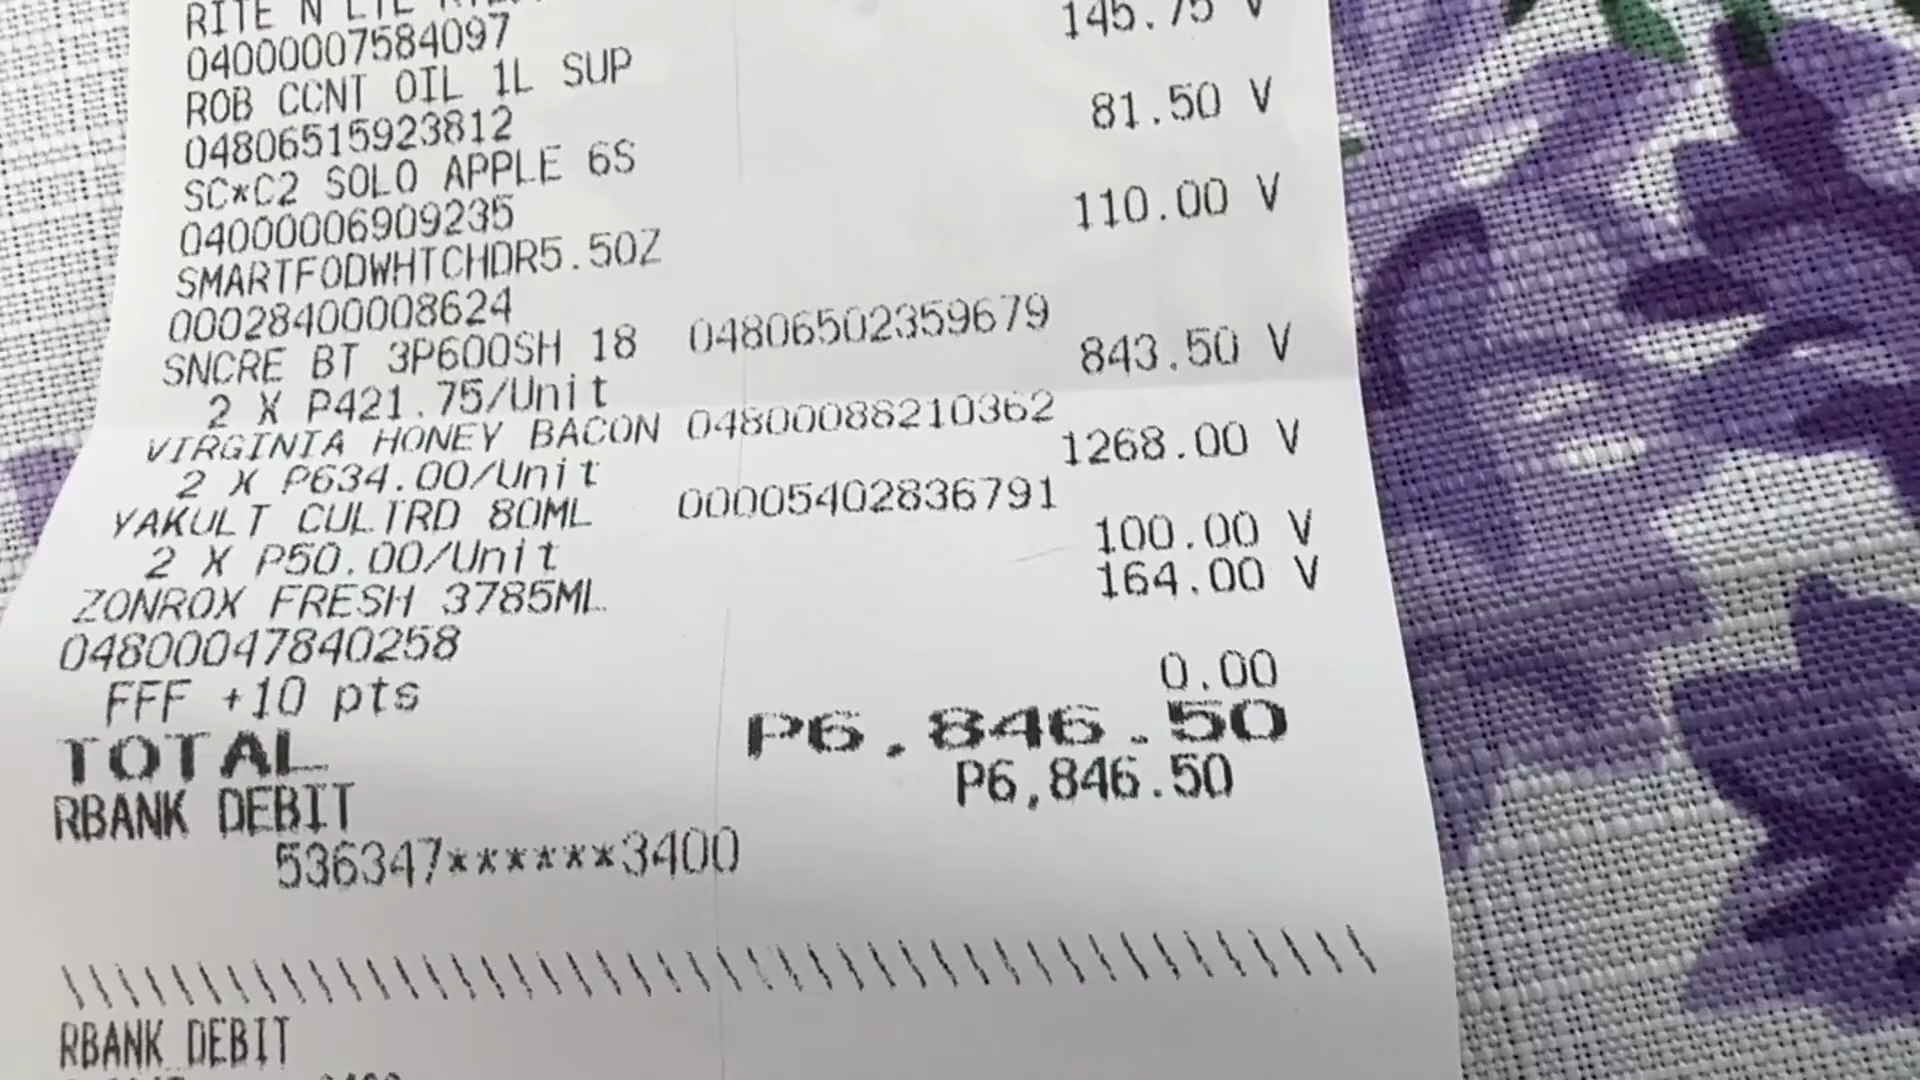 RITE N LTE
04000007584097 145.75 V
ROB CCNT OIL 1L SUP
04806515923812 81.50 V
SC*C2 SOLO APPLE 6S
04000006909235 110.00 V
SMARTFODWHTCHDR5.50Z
00028400008624
SNCRE BT 3P600SH 18 04806502359679
2 X P421.75/Unit 843.50 V
VIRGINIA HONEY BACON 04800088210362
2 X P634.00/Unit 1268.00 V
YAKULT CULTRD 80ML 00005402836791
2 X P50.00/Unit 100.00 V
ZONROX FRESH 3785ML 164.00 V
04800047840258
FFF +10 pts 0.00
TOTAL P6,846.50
RBANK DEBIT P6,846.50
536347******3400
\\\\\\\\\\\\\\\\\\\\\\\\\\\\\\\\\\\\\\\\
RBANK DEBIT